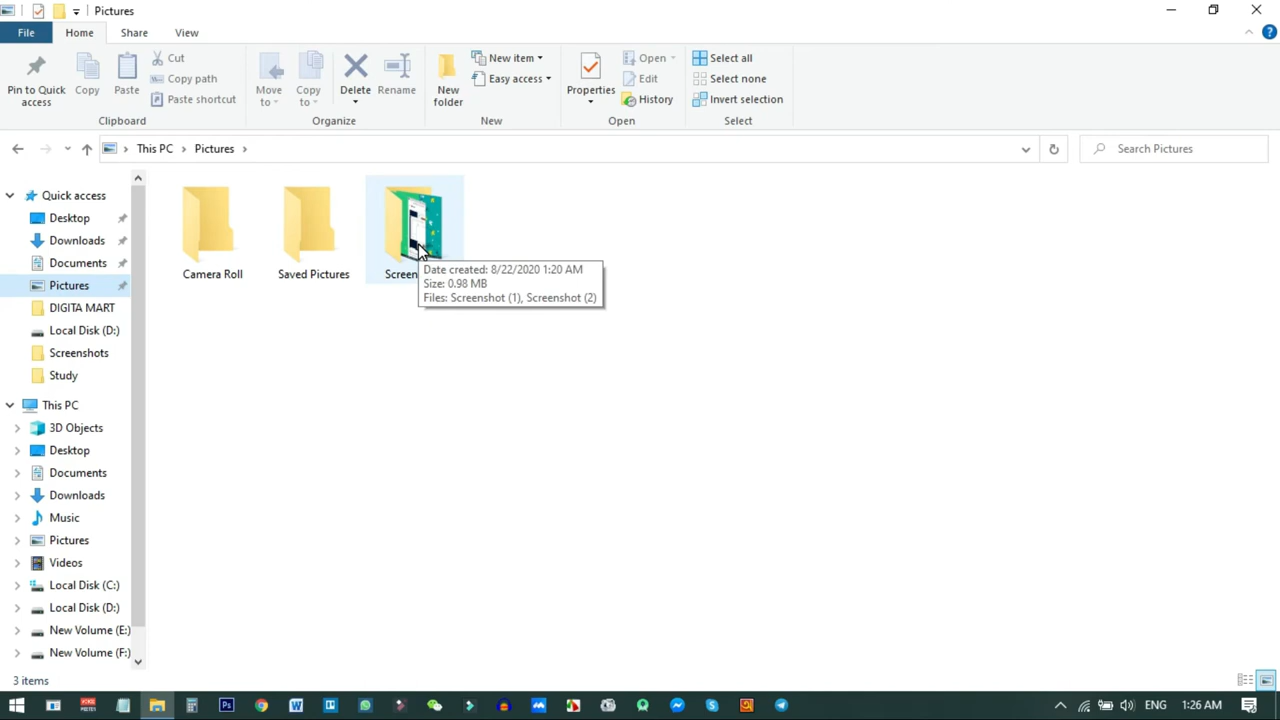 Pictures
File Home Share View
Pin to Quick access
Copy
Paste
Cut
Copy path
Paste shortcut
Clipboard
Move to
Copy to
Delete
Rename
Organize
New folder
New item
Easy access
New
Properties
Open
Edit
History
Open
Select all
Select none
Invert selection
Select
This PC Pictures
Search Pictures
Quick access
Desktop
Downloads
Documents
Pictures
DIGITA MART
Local Disk (D:)
Screenshots
Study
This PC
3D Objects
Desktop
Documents
Downloads
Music
Pictures
Videos
Local Disk (C:)
Local Disk (D:)
New Volume (E:)
New Volume (F:)
Camera Roll
Saved Pictures
Screen
Date created: 8/22/2020 1:20 AM
Size: 0.98 MB
Files: Screenshot (1), Screenshot (2)
3 items
ENG
1:26 AM